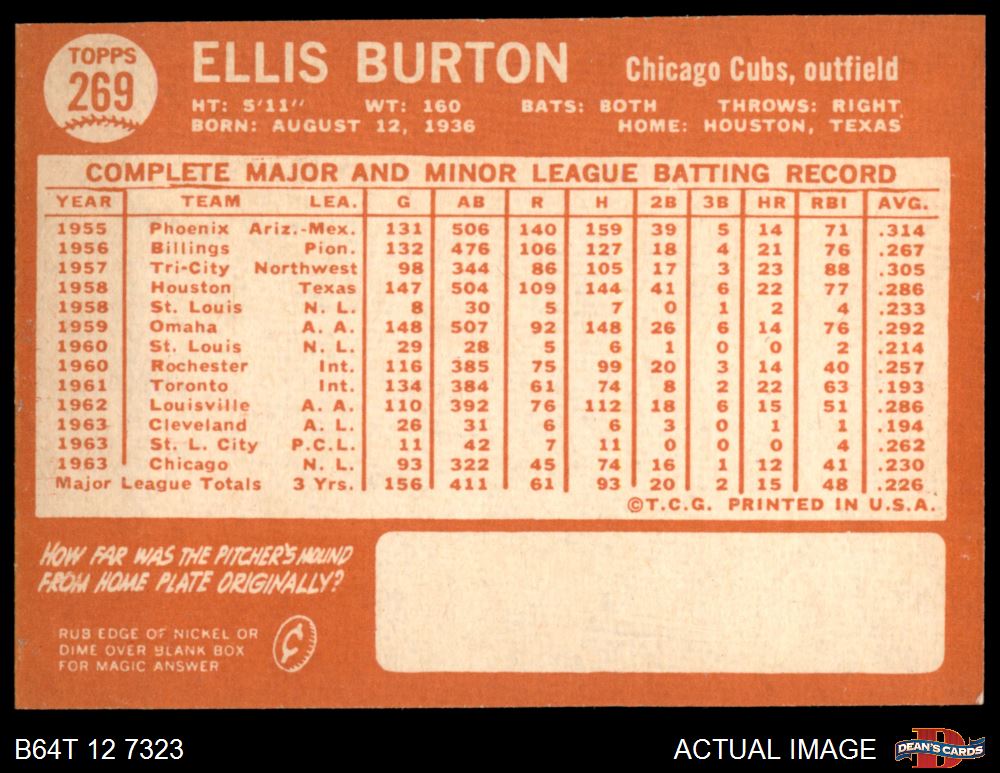 TOPPS
269
ELLIS BURTON Chicago Cubs, outfield
HT: 5'11" WT: 160 BATS: BOTH THROWS: RIGHT
BORN: AUGUST 12, 1936 HOME: HOUSTON, TEXAS
COMPLETE MAJOR AND MINOR LEAGUE BATTING RECORD
YEAR TEAM LEA. G AB R H 2B 3B HR RBI AVG.
1955 Phoenix Ariz.-Mex. 131 506 140 159 39 5 14 71 .314
1956 Billings Pion. 132 476 106 127 18 4 21 76 .267
1957 Tri-City Northwest 98 344 86 105 17 3 23 88 .305
1958 Houston Texas 147 504 109 144 41 6 22 77 .286
1958 St. Louis N. L. 8 30 5 7 0 1 2 4 .233
1959 Omaha A. A. 148 507 92 148 26 6 14 76 .292
1960 St. Louis N. L. 29 28 5 6 1 0 0 2 .214
1960 Rochester Int. 116 385 75 99 20 3 14 40 .257
1961 Toronto Int. 134 384 61 74 8 2 22 63 .193
1962 Louisville A. A. 110 392 76 112 18 6 15 51 .286
1963 Cleveland A. L. 26 31 6 6 3 0 1 1 .194
1963 St. L. City P.C.L. 11 42 7 11 0 0 0 4 .262
1963 Chicago N. L. 93 322 45 74 16 1 12 41 .230
Major League Totals 3 Yrs. 156 411 61 93 20 2 15 48 .226
©T.C.G. PRINTED IN U.S.A.
HOW FAR WAS THE PITCHER'S MOUND
FROM HOME PLATE ORIGINALLY?
RUB EDGE OF NICKEL OR
DIME OVER BLANK BOX
FOR MAGIC ANSWER
¢
B64T 12 7323 ACTUAL IMAGE
DEAN'S CARDS